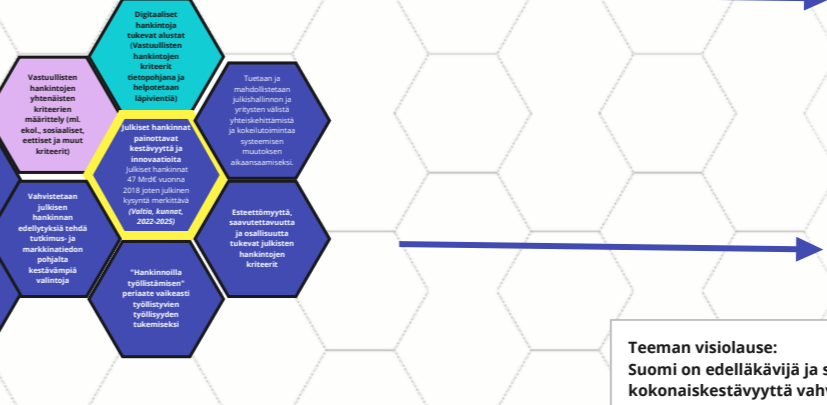 Digitaaliset
hankintoja
tukevat alustat
(Vastuullisten
hankintojen
kriteerit
tietopohjana ja
helpotetaan
läpivientiä)
Vastuullisten
hankintojen
yhtenäisten
kriteerien
määrittely (ml.
ekol., sosiaaliset,
eettiset ja muut
kriteerit)
Tuetaan ja
mahdollistetaan
julkishallinnon ja
yritysten välistä
yhteiskehittämistä
ja kokeilutoimintaa
systeemisen
muutoksen
aikaansaamiseksi.
Julkiset hankinnat
painottavat
kestävyyttä ja
innovaatioita
Julkiset hankinnat
47 Mrd€ vuonna
2018 joten julkinen
kysyntä merkittävä
(Valtio, kunnat,
2022-2025)
Vahvistetaan
julkisen
hankinnan
edellytyksiä tehdä
tutkimus- ja
markkinatiedon
pohjalta
kestävämpiä
valintoja
Esteettömyyttä,
saavutettavuutta
ja osallisuutta
tukevat julkisten
hankintojen
kriteerit
"Hankinnoilla
työllistämisen"
periaate vaikeasti
työllistyvien
työllisyyden
tukemiseksi
Teeman visiolause:
Suomi on edelläkävijä ja s
kokonaiskestävyyttä vahv